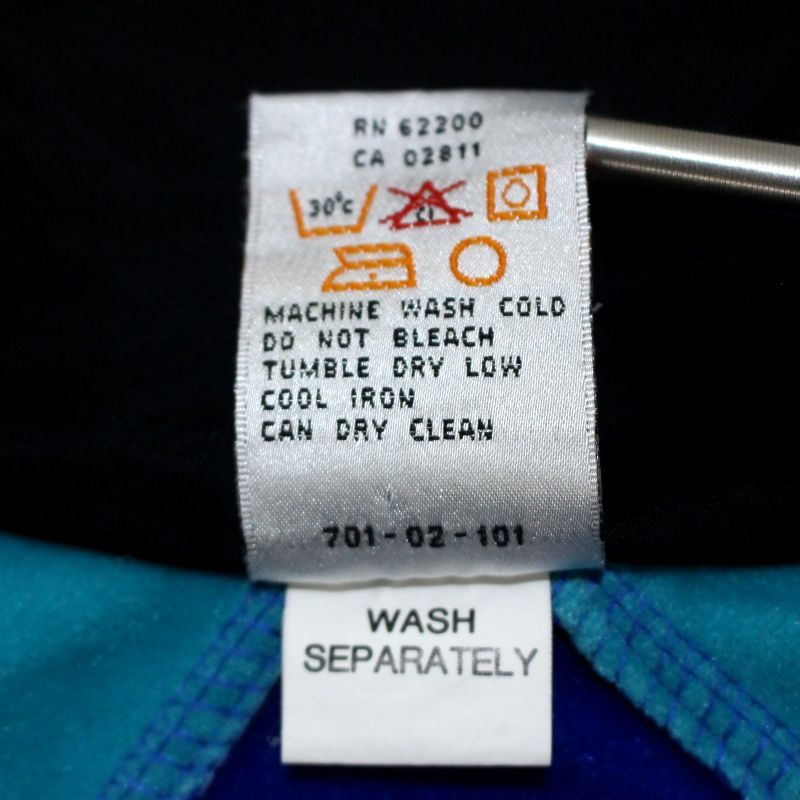 RN 62200
CA 02811
30°C
CL
MACHINE WASH COLD
DO NOT BLEACH
TUMBLE DRY LOW
COOL IRON
CAN DRY CLEAN
701-02-101
WASH
SEPARATELY